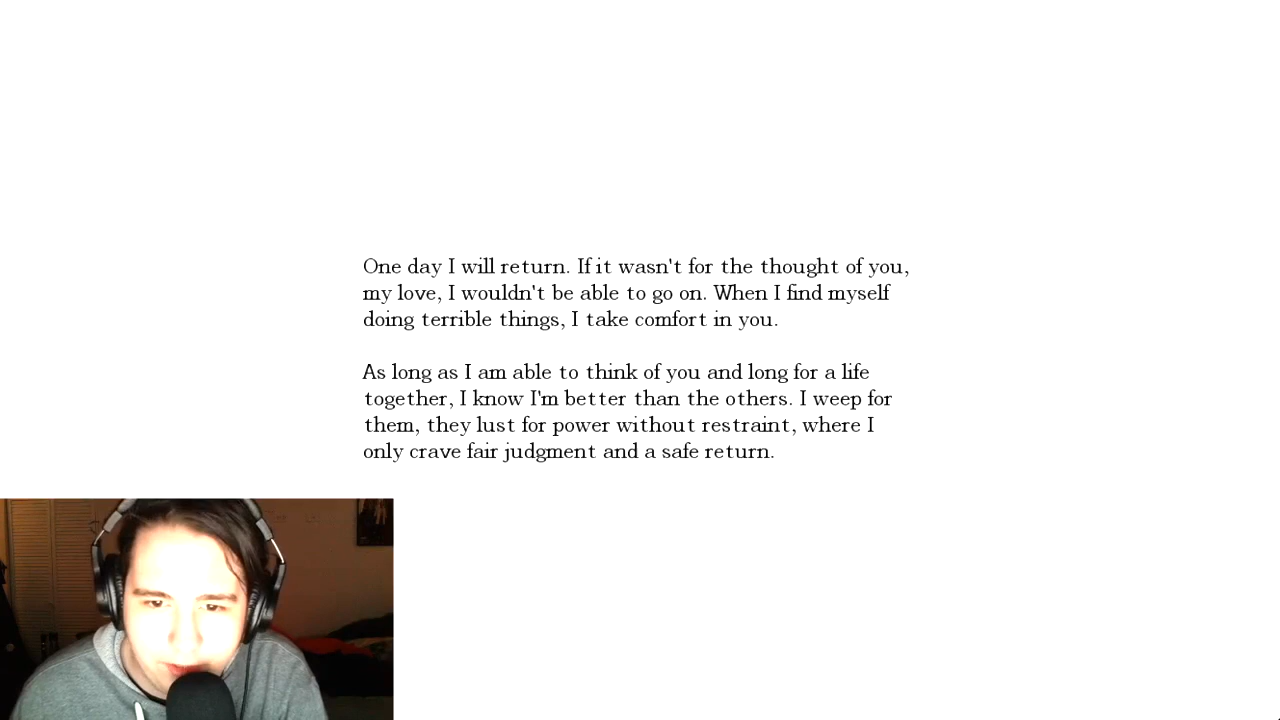 One day I will return. If it wasn't for the thought of you,
my love, I wouldn't be able to go on. When I find myself
doing terrible things, I take comfort in you.
As long as I am able to think of you and long for a life
together, I know I'm better than the others. I weep for
them, they lust for power without restraint, where I
only crave fair judgment and a safe return.